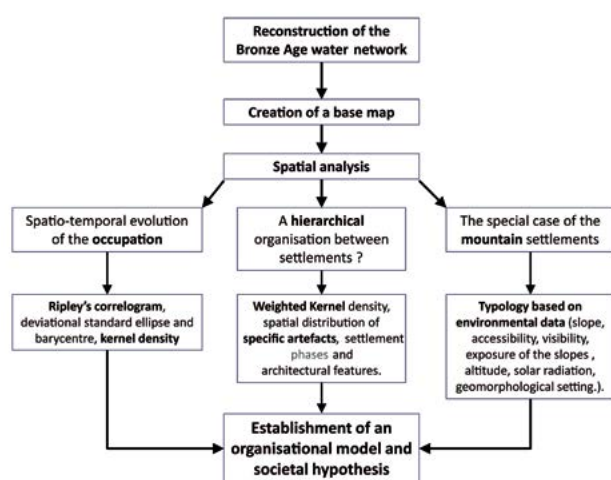 Reconstruction of the
Bronze Age water network
Creation of a base map
Spatial analysis
Spatio-temporal evolution
of the occupation
A hierarchical
organisation between
settlements ?
The special case of the
mountain settlements
Ripley's correlogram,
deviational standard ellipse and
barycentre, kernel density
Weighted Kernel density,
spatial distribution of
specific artefacts, settlement
phases and
architectural features.
Typology based on
environmental data (slope,
accessibility, visibility,
exposure of the slopes ,
altitude, solar radiation,
geomorphological setting.).
Establishment of an
organisational model and
societal hypothesis